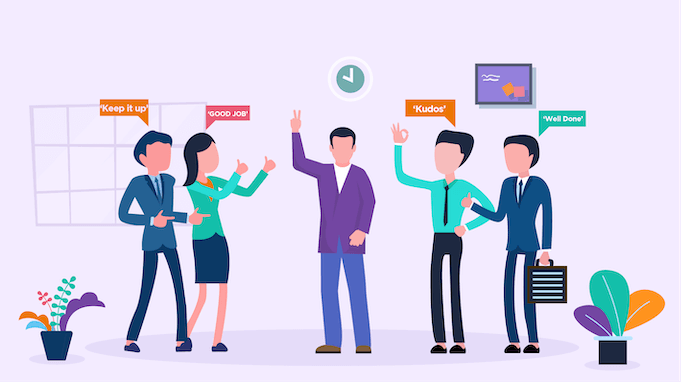 'Keep it up'
'GOOD JOB'
'Kudos'
'Well Done'